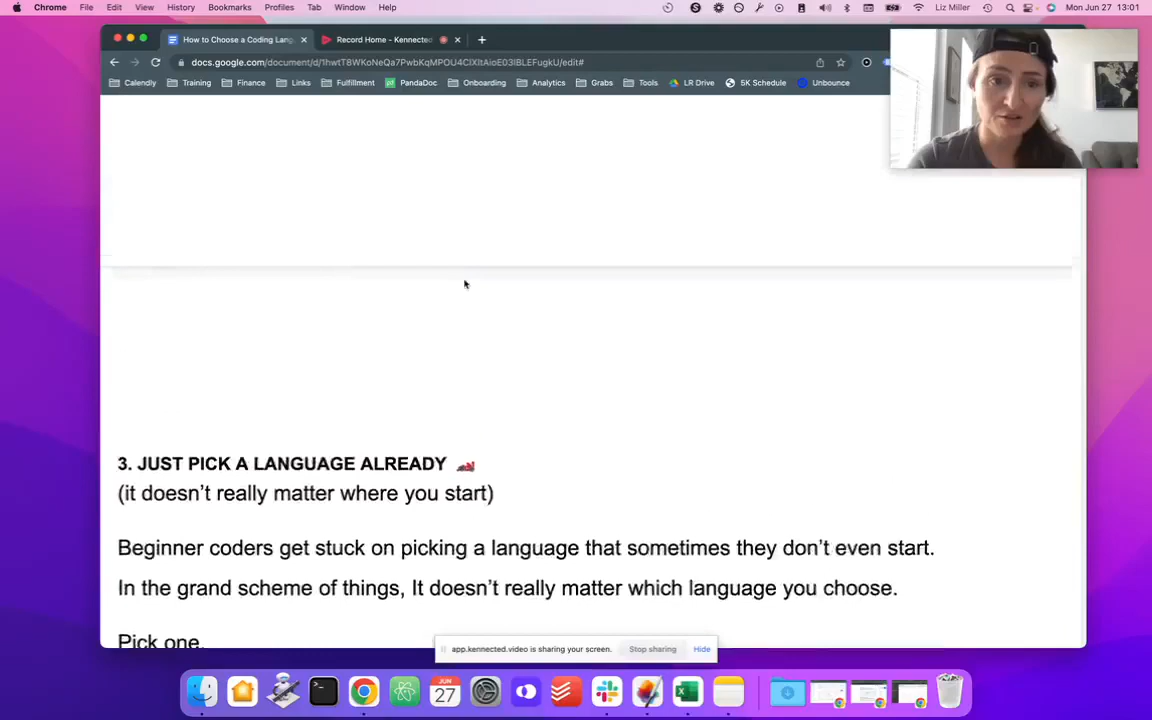 Chrome File Edit View History Bookmarks Profiles Tab Window Help Liz Miller Mon Jun 27 13:01
How to Choose a Coding Lang Record Home - Kennected
docs.google.com/document/d/1hwtT8WKoNeQa7PwbKqMPOU4ClXItAioE03IBLEFugkU/edit#
Calendly Training Finance Links Fulfillment PandaDoc Onboarding Analytics Grabs Tools LR Drive 5K Schedule Unbounce
3. JUST PICK A LANGUAGE ALREADY
(it doesn't really matter where you start)
Beginner coders get stuck on picking a language that sometimes they don't even start.
In the grand scheme of things, It doesn't really matter which language you choose.
Pick one.
app.kennected.video is sharing your screen. Stop sharing Hide
JUN
27